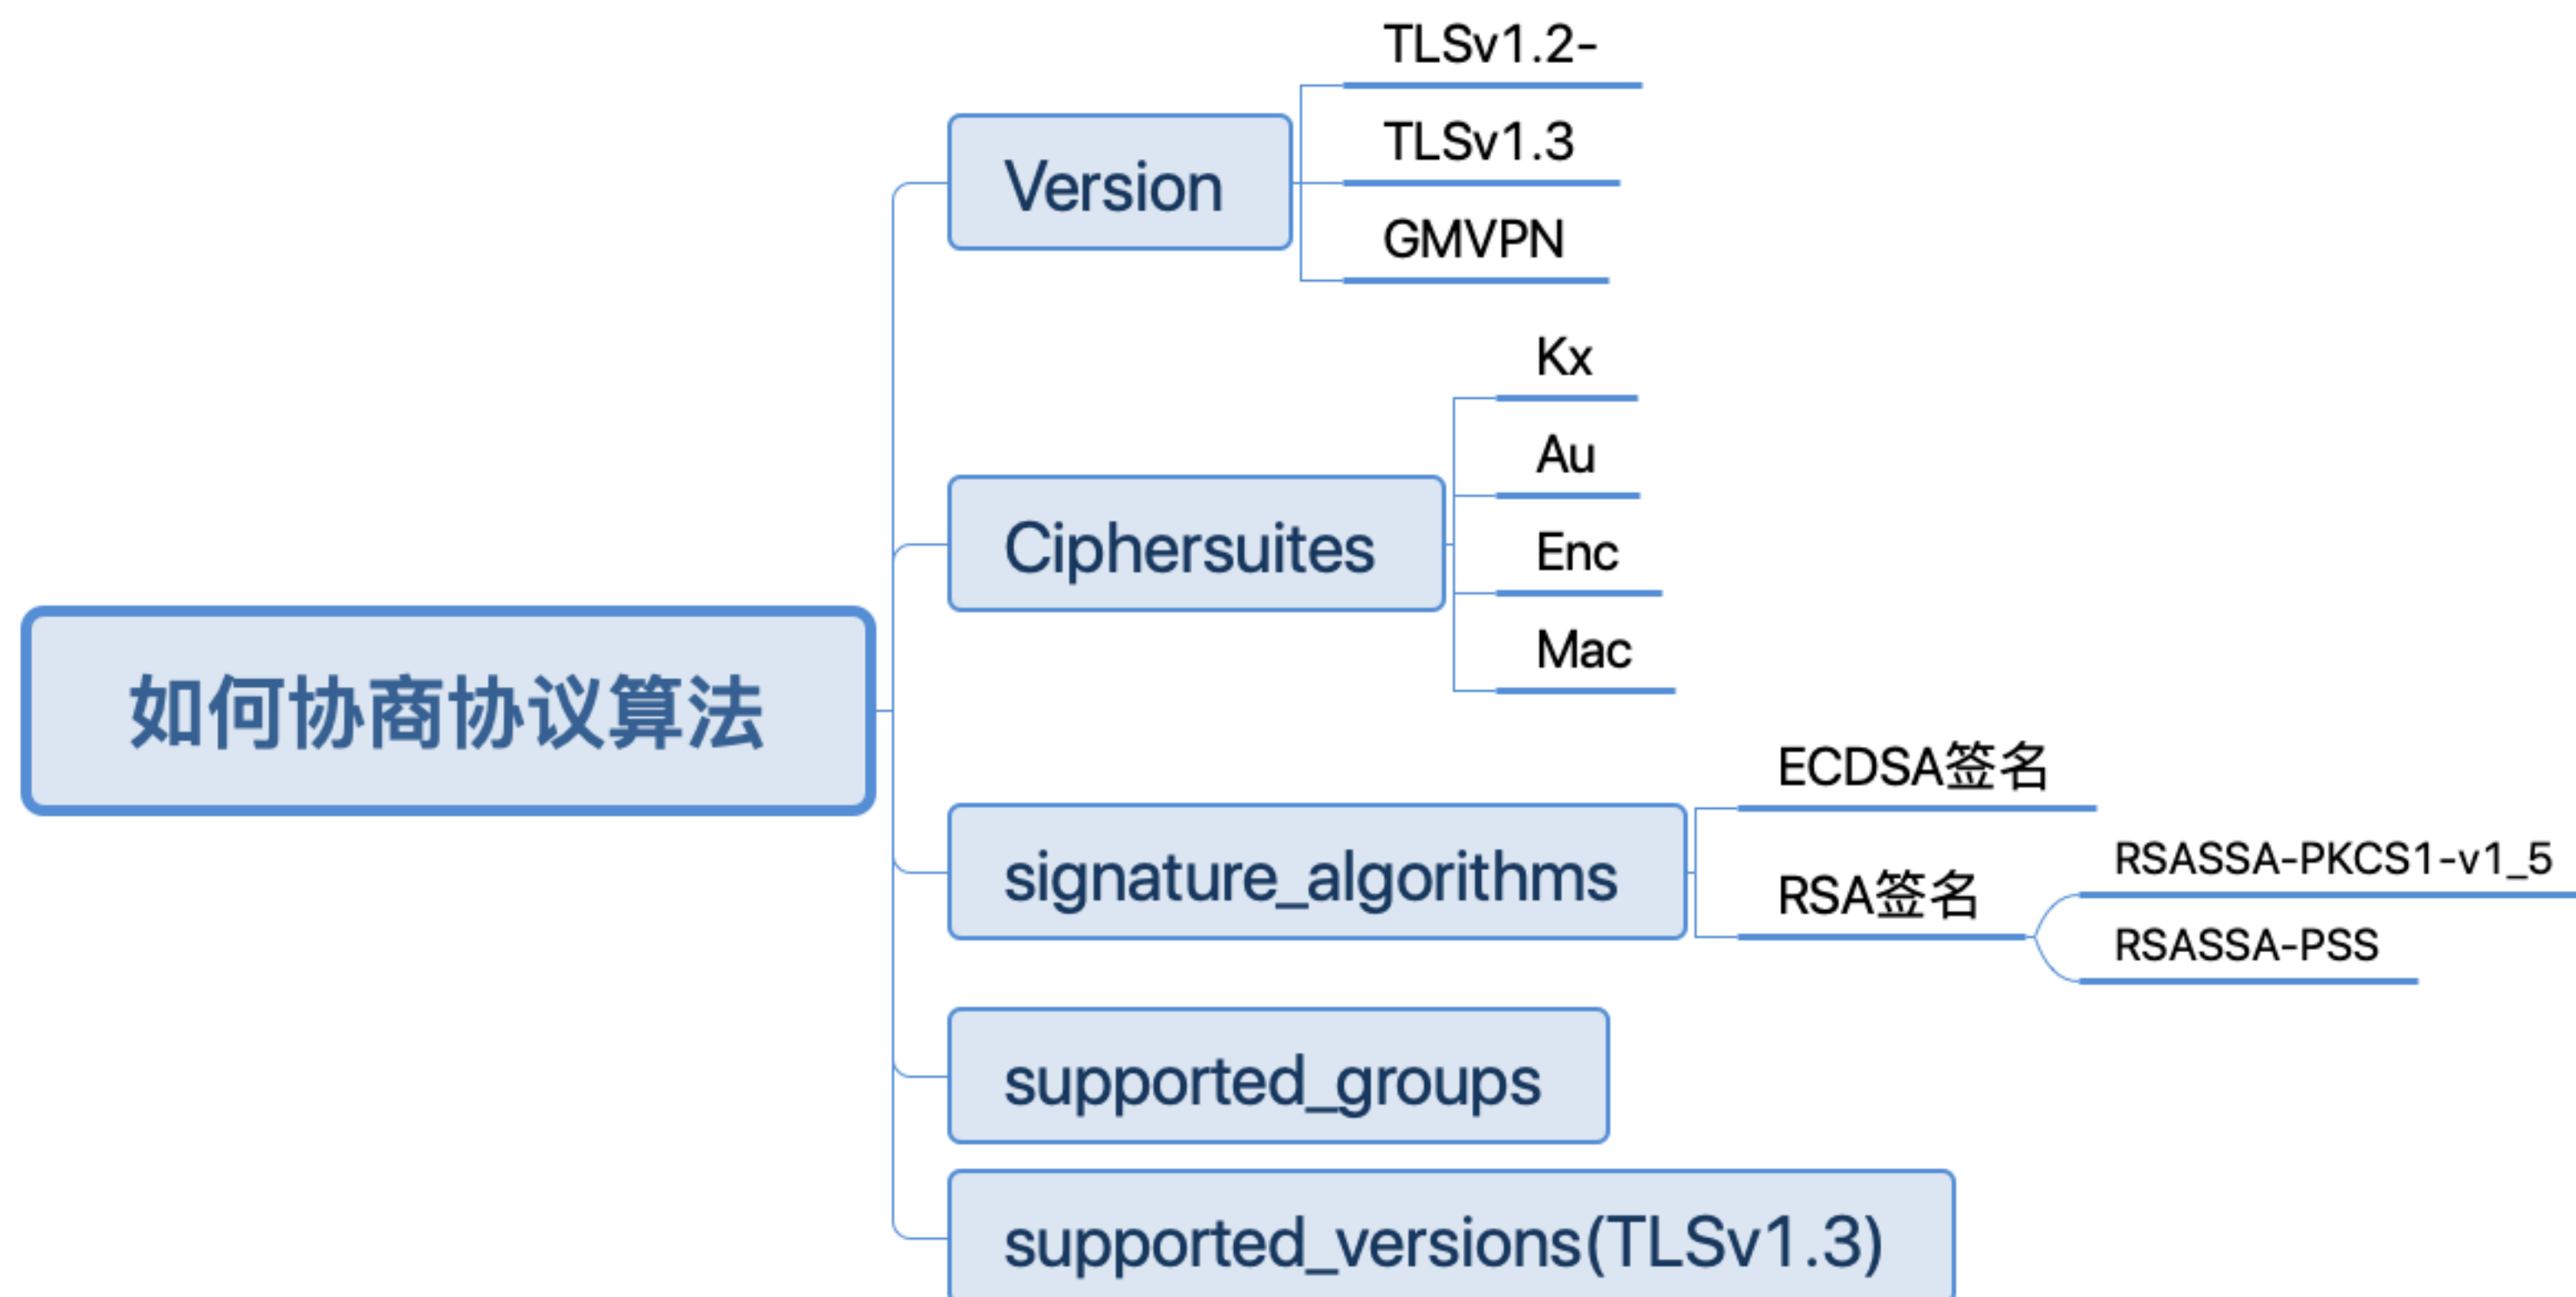 如何协商协议算法
Version
TLSv1.2-
TLSv1.3
GMVPN
Ciphersuites
Kx
Au
Enc
Mac
signature_algorithms
ECDSA签名
RSA签名
RSASSA-PKCS1-v1_5
RSASSA-PSS
supported_groups
supported_versions(TLSv1.3)